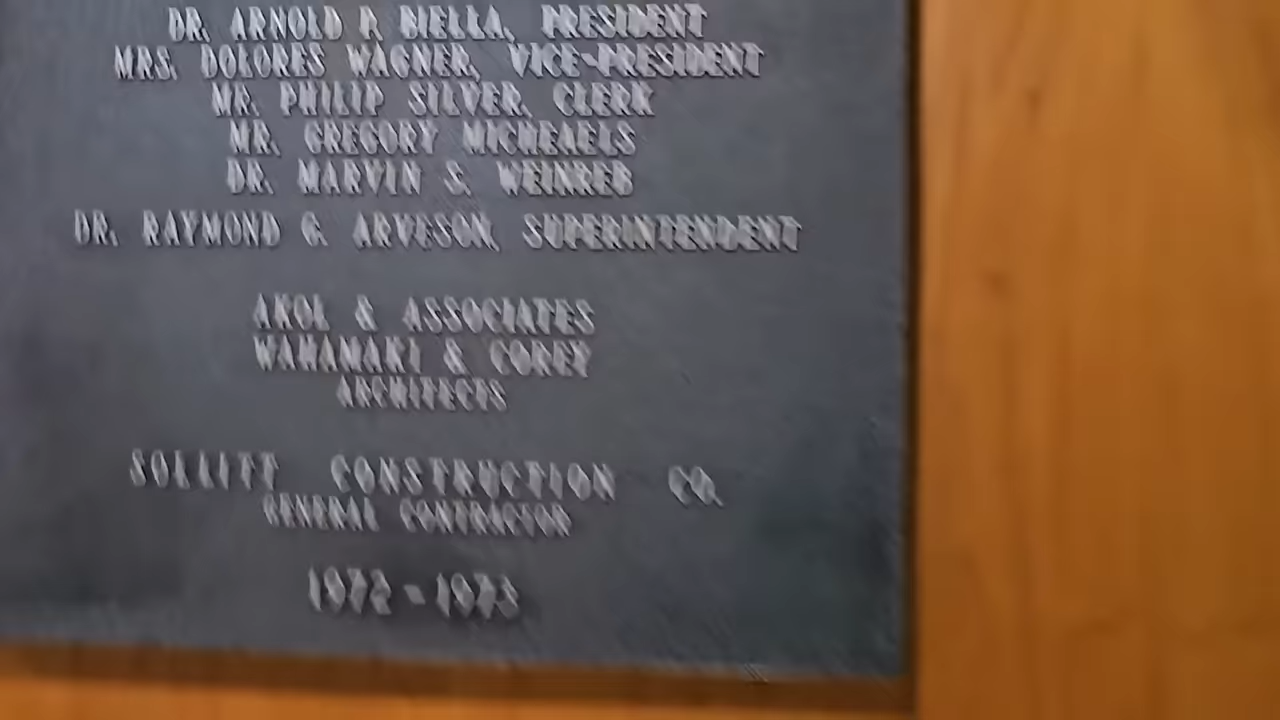 DR. ARNOLD P. BIELLA, PRESIDENT
MRS. DOLORES WAGNER, VICE-PRESIDENT
MR. PHILIP SILVER, CLERK
MR. GREGORY MICHEAELS
DR. MARVIN S. WEINREB
DR. RAYMOND G. ARVESON, SUPERINTENDENT
AKOL & ASSOCIATES
WAHAMAKI & COREY
ARCHITECTS
SOLLITT CONSTRUCTION CO.
GENERAL CONTRACTOR
1972-1973